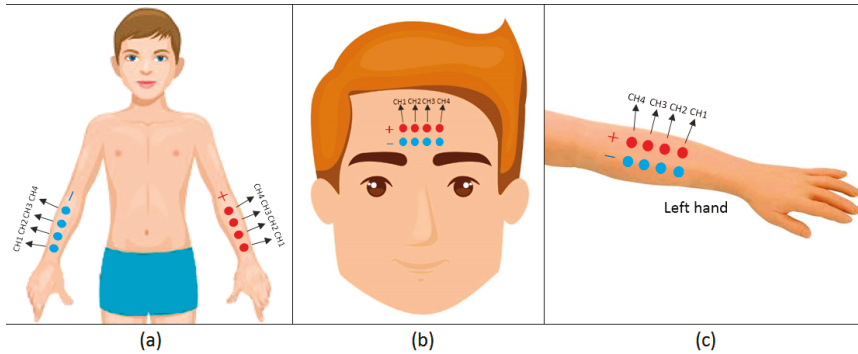 CH1 CH2 CH3 CH4
−
+
CH4 CH3 CH2 CH1
(a)
CH1 CH2 CH3 CH4
+
−
(b)
CH4 CH3 CH2 CH1
+
−
Left hand
(c)